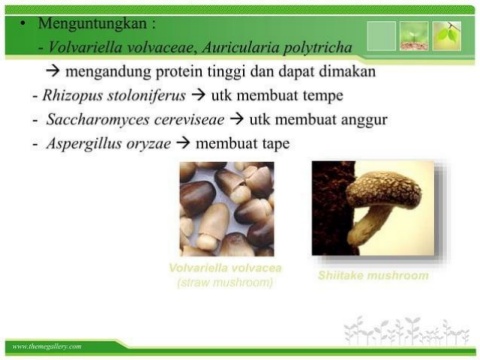 • Menguntungkan :
- Volvariella volvaceae, Auricularia polytricha
→ mengandung protein tinggi dan dapat dimakan
- Rhizopus stoloniferus → utk membuat tempe
- Saccharomyces cereviseae → utk membuat anggur
- Aspergillus oryzae → membuat tape
Volvariella volvacea
(straw mushroom)
Shiitake mushroom
www.themegallery.com